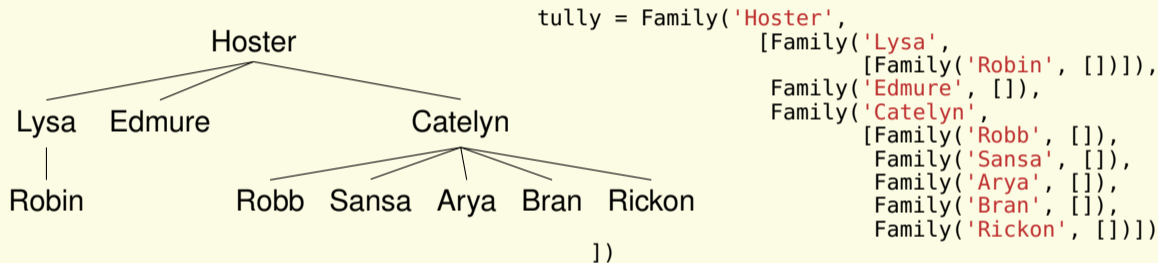 Hoster
Lysa Edmure Catelyn
Robin Robb Sansa Arya Bran Rickon
tully = Family('Hoster',
[Family('Lysa',
[Family('Robin', [])]),
Family('Edmure', []),
Family('Catelyn',
[Family('Robb', []),
Family('Sansa', []),
Family('Arya', []),
Family('Bran', []),
Family('Rickon', [])])
])